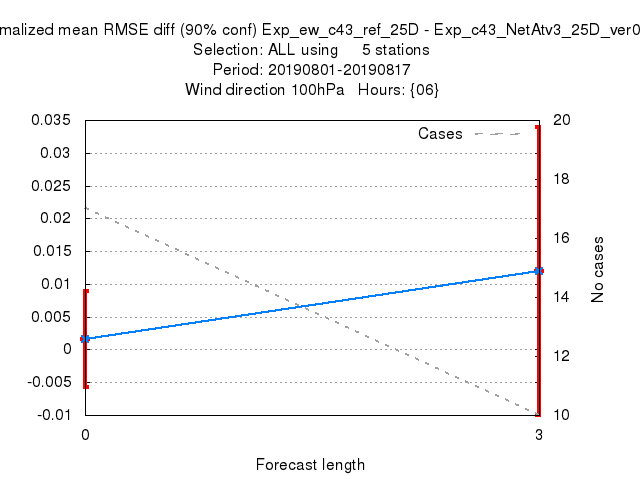 malized mean RMSE diff (90% conf) Exp_ew_c43_ref_25D - Exp_c43_NetAtv3_25D_ver0
Selection: ALL using 5 stations
Period: 20190801-20190817
Wind direction 100hPa Hours: {06}
Cases
0.035
0.03
0.025
0.02
0.015
0.01
0.005
0
-0.005
-0.01
20
18
16
14
12
10
No cases
0 3
Forecast length